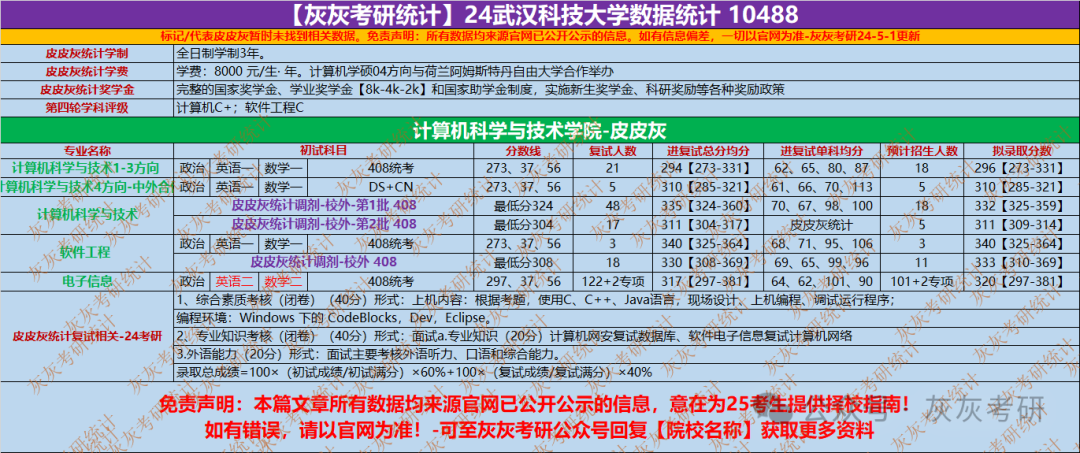 【灰灰考研统计】24武汉科技大学数据统计 10488
标记/代表皮皮灰暂时未找到相关数据。免责声明：所有数据均来源官网已公开公示的信息。如有信息偏差，一切以官网为准-灰灰考研24-5-1更新
皮皮灰统计学制 全日制学制3年。
皮皮灰统计学费 学费：8000 元/生·年。计算机学硕04方向与荷兰阿姆斯特丹自由大学合作举办
皮皮灰统计奖学金 完整的国家奖学金、学业奖学金【8k-4k-2k】和国家助学金制度，实施新生奖学金、科研奖励等各种奖励政策
第四轮学科评级 计算机C+；软件工程C
计算机科学与技术学院-皮皮灰
专业名称 初试科目 分数线 复试人数 进复试总分均分 进复试单科均分 预计招生人数 拟录取分数
计算机科学与技术1-3方向 政治 英语一 数学一 408统考 273、37、56 21 294【273-331】 62、65、80、87 18 296【273-331】
计算机科学与技术4方向-中外合 政治 英语一 数学一 DS+CN 273、37、56 5 310【285-321】 61、66、70、113 5 310【285-321】
计算机科学与技术 皮皮灰统计调剂-校外-第1批 408 最低分324 48 335【324-360】 70、67、98、100 18 332【325-359】
皮皮灰统计调剂-校外-第2批 408 最低分304 17 311【304-317】 皮皮灰统计 5 311【309-314】
软件工程 政治 英语一 数学一 408统考 273、37、56 3 340【325-364】 68、71、95、106 3 340【325-364】
皮皮灰统计调剂-校外 408 最低分308 18 330【308-369】 69、65、99、96 11 333【310-369】
电子信息 政治 英语二 数学二 408统考 297、37、56 122+2专项 317【297-381】 64、62、101、90 101+2专项 320【297-381】
皮皮灰统计复试相关-24考研
1、综合素质考核（闭卷）（40分）形式：上机内容：根据考题，使用C、C++、Java语言，现场设计、上机编程、调试运行程序；
编程环境：Windows 下的 CodeBlocks，Dev，Eclipse。
2、专业知识考核（闭卷）（40分）形式：面试a.专业知识（20分）计算机网安复试数据库、软件电子信息复试计算机网络
3.外语能力（20分）形式：面试主要考核外语听力、口语和综合能力。
录取总成绩=100×（初试成绩/初试满分）×60%+100×（复试成绩/复试满分）×40%
免责声明：本篇文章所有数据均来源官网已公开公示的信息，意在为25考生提供择校指南！
如有错误，请以官网为准！-可至灰灰考研公众号回复【院校名称】获取更多资料
公众号 灰灰考研